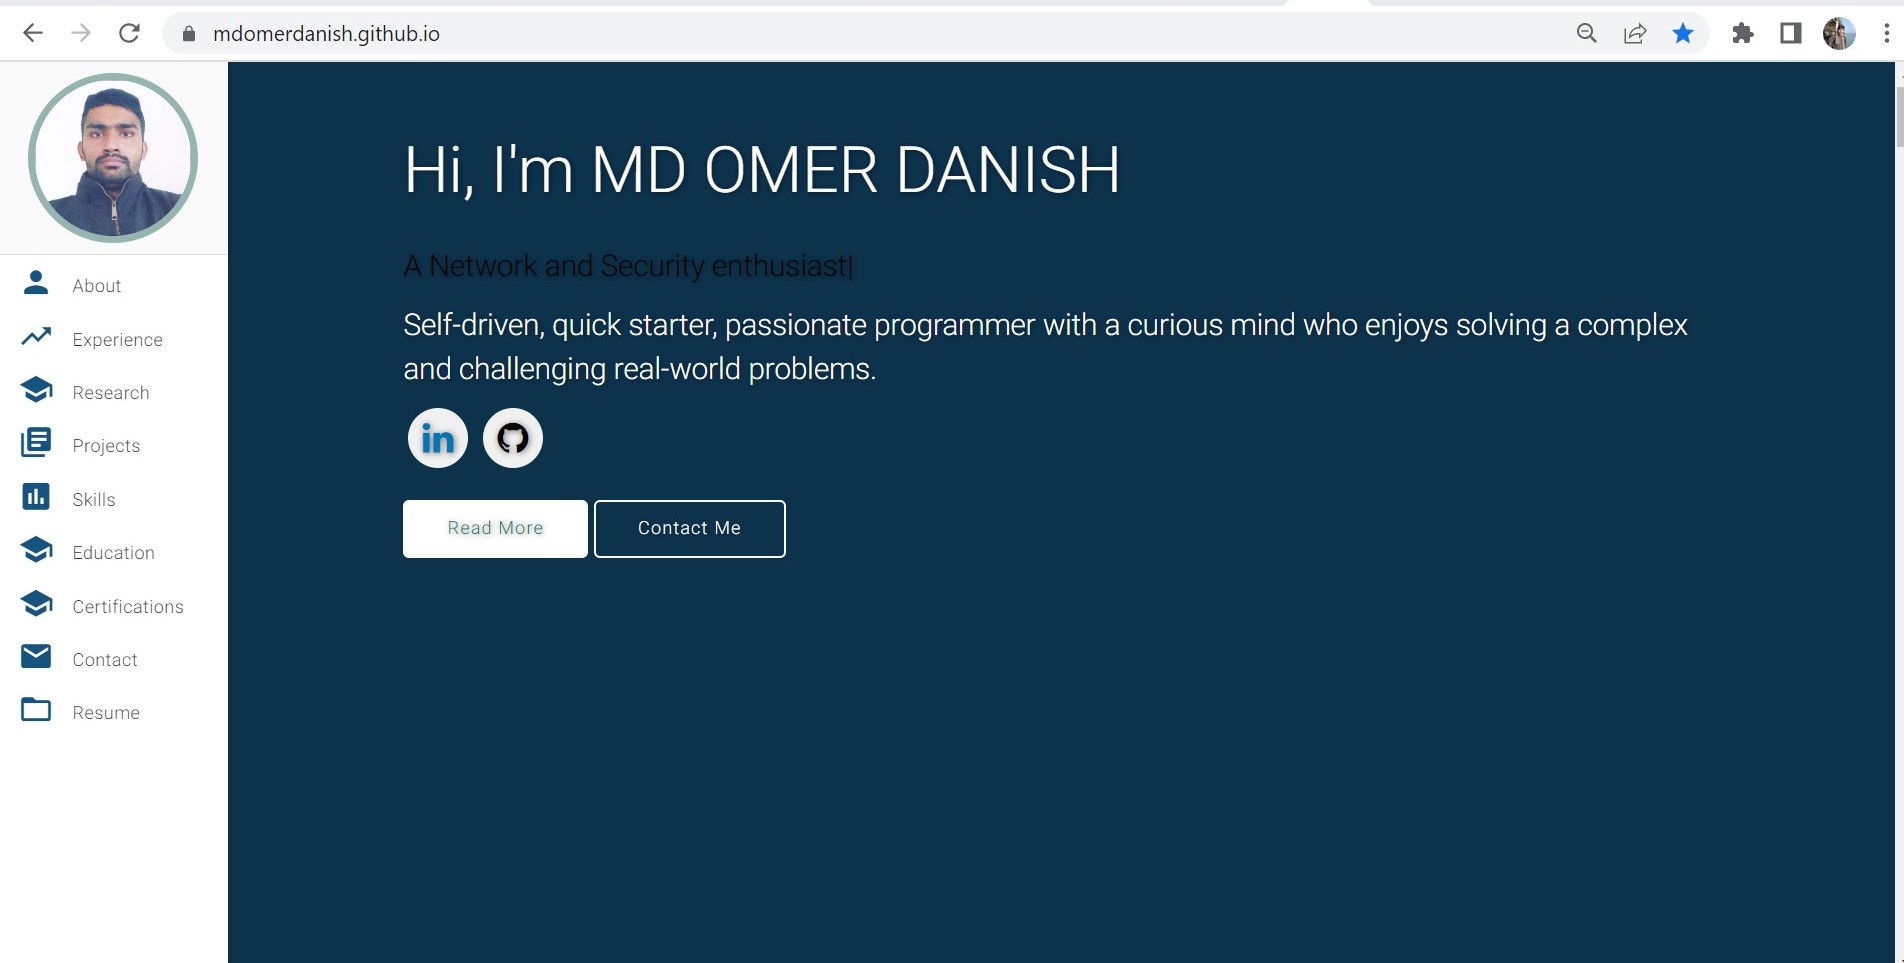 mdomerdanish.github.io
About
Experience
Research
Projects
Skills
Education
Certifications
Contact
Resume
Hi, I'm MD OMER DANISH
A Network and Security enthusiast|
Self-driven, quick starter, passionate programmer with a curious mind who enjoys solving a complex
and challenging real-world problems.
in
Read More
Contact Me